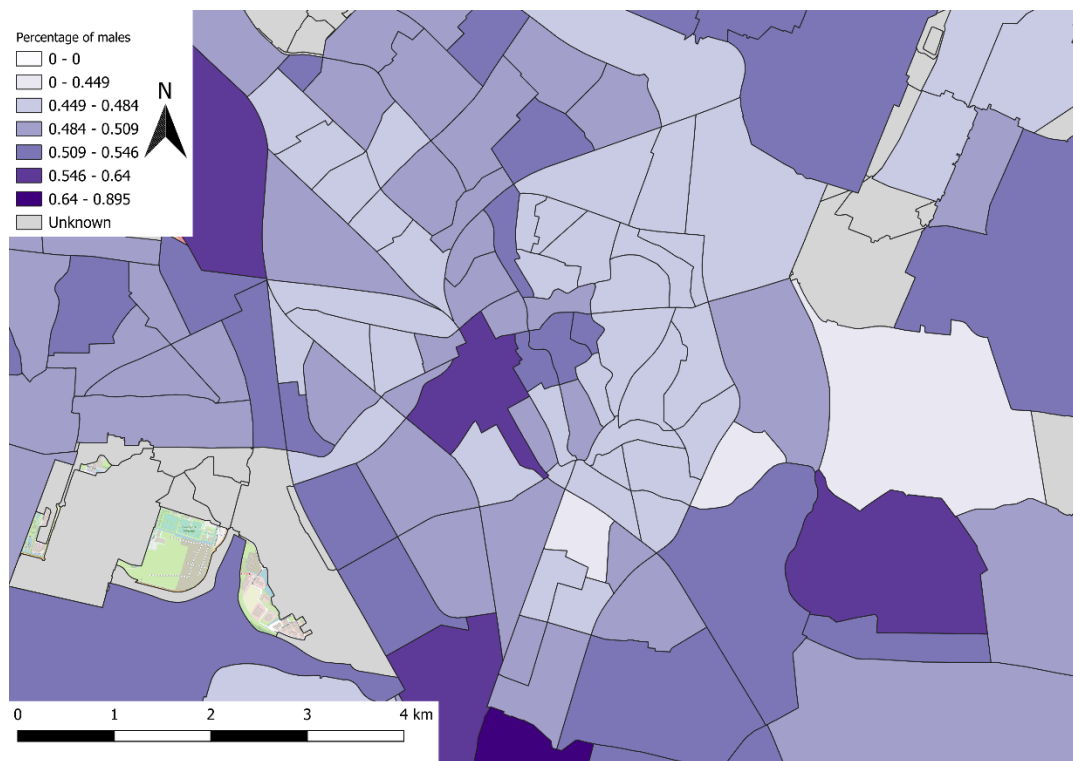 Percentage of males
0 - 0
0 - 0.449
0.449 - 0.484
0.484 - 0.509
0.509 - 0.546
0.546 - 0.64
0.64 - 0.895
Unknown
N
0 1 2 3 4 km